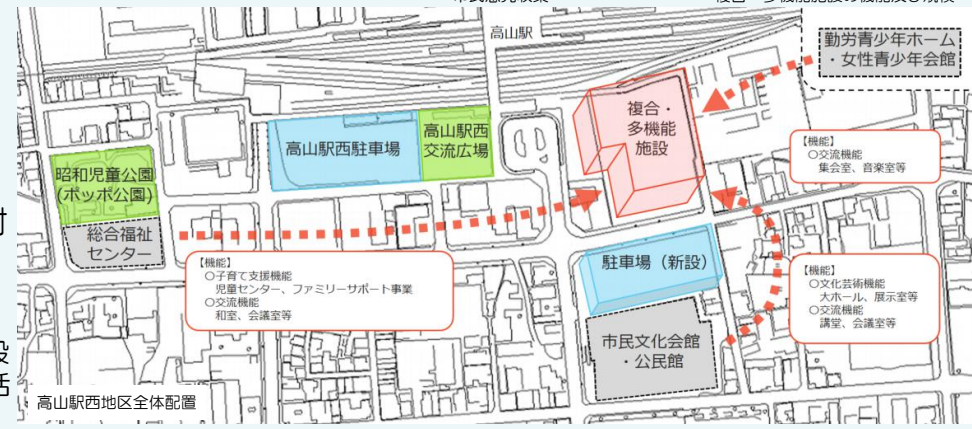 高山駅
勤労青少年ホーム
・女性青少年会館
複合・
多機能
施設
高山駅西駐車場
高山駅西
交流広場
【機能】
○交流機能
集会室、音楽室等
昭和児童公園
(ポッポ公園)
総合福祉
センター
【機能】
○子育て支援機能
児童センター、ファミリーサポート事業
○交流機能
和室、会議室等
駐車場（新設）
【機能】
○文化芸術機能
大ホール、展示室等
○交流機能
講堂、会議室等
市民文化会館
・公民館
討
設
活
高山駅西地区全体配置